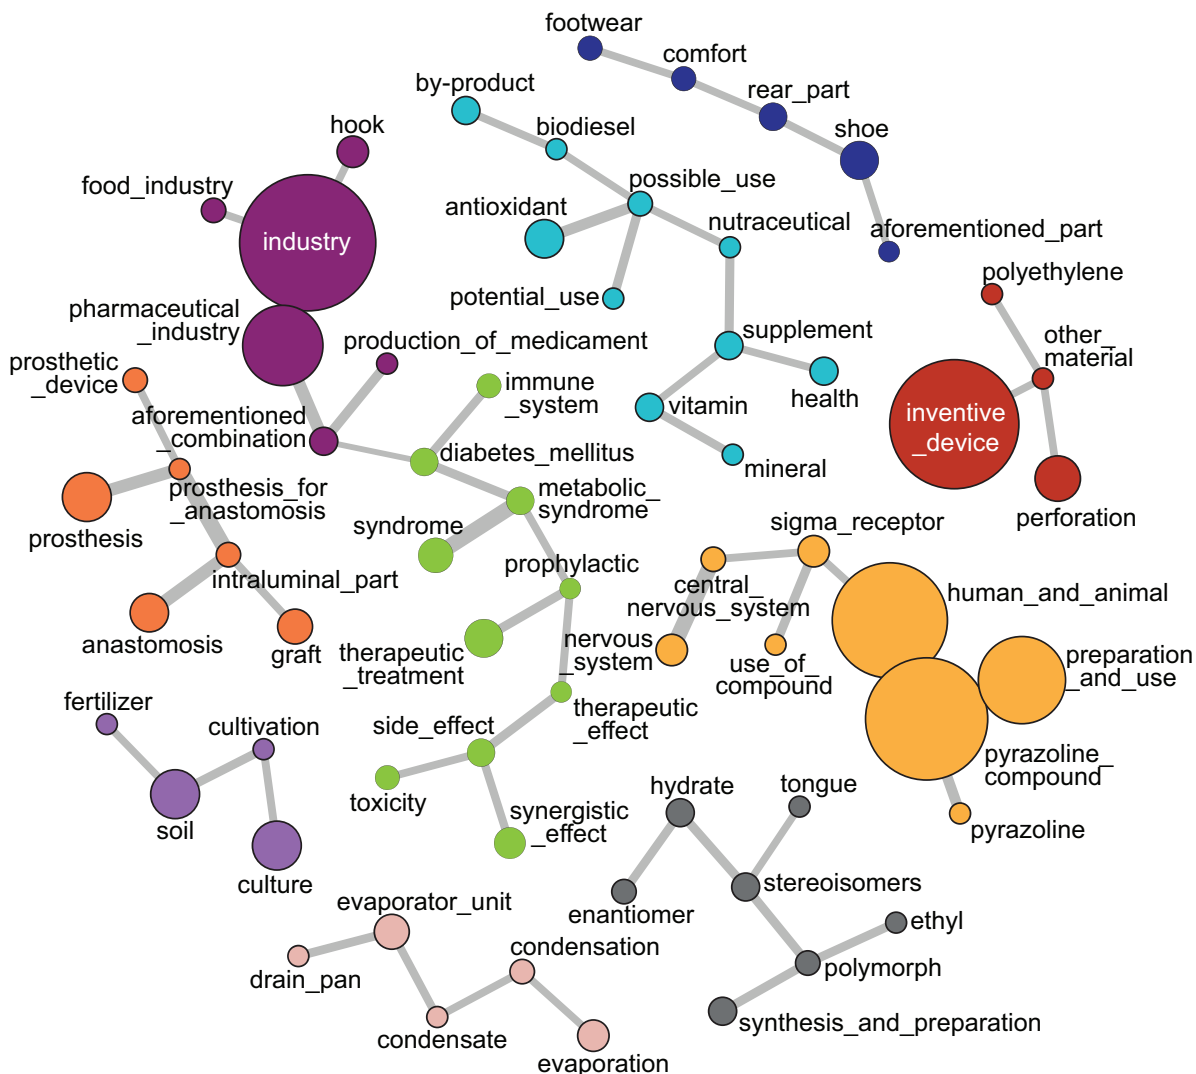 footwear
comfort
by-product
rear_part
hook
biodiesel
shoe
food_industry
possible_use
antioxidant
nutraceutical
industry
aforementioned_part
polyethylene
potential_use
pharmaceutical
_industry
production_of_medicament
supplement
other_
material
prosthetic
_device
immune
_system
health
vitamin
inventive
_device
aforementioned
_combination
diabetes_mellitus
mineral
prosthesis_for
_anastomosis
metabolic_
syndrome
prosthesis
syndrome
sigma_receptor
perforation
intraluminal_part
prophylactic
central_
nervous_system
human_and_animal
anastomosis
graft
therapeutic
_treatment
nervous
_system
use_of_
compound
preparation
_and_use
fertilizer
cultivation
side_effect
therapeutic
_effect
pyrazoline_
compound
hydrate
tongue
toxicity
synergistic
_effect
soil
pyrazoline
culture
stereoisomers
evaporator_unit
enantiomer
ethyl
condensation
drain_pan
polymorph
condensate
synthesis_and_preparation
evaporation